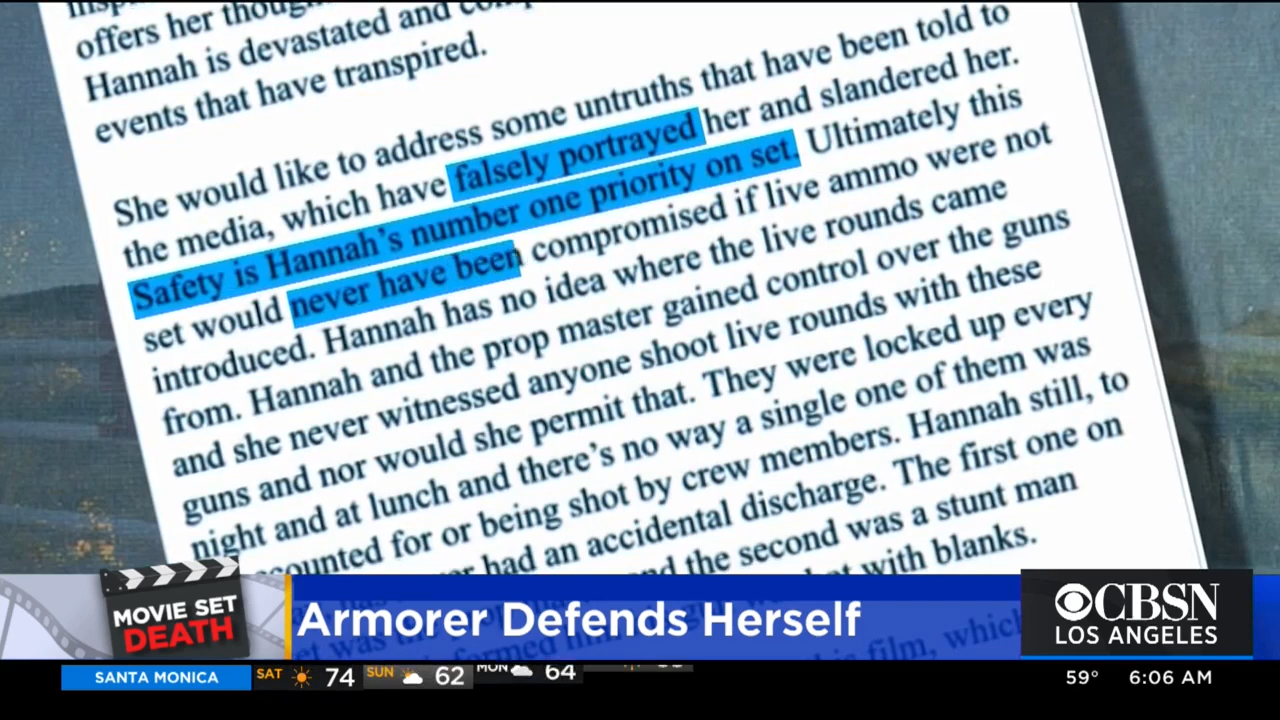 offers her
Hannah is devastated and
events that have transpired.
She would like to address some untruths that have been told to
the media, which have falsely portrayed her and slandered her.
Safety is Hannah's number one priority on set. Ultimately this
set would never have been compromised if live ammo were not
introduced. Hannah has no idea where the live rounds came
from. Hannah and the prop master gained control over the guns
and she never witnessed anyone shoot live rounds with these
guns and nor would she permit that. They were locked up every
night and at lunch and there's no way a single one of them was
for or being shot by crew members. Hannah still, to
had an accidental discharge. The first one on
the second was a stunt man
with blanks.
film,
MOVIE SET
DEATH
Armorer Defends Herself
CBSN
LOS ANGELES
SANTA MONICA SAT 74 SUN 62 MON 64 59° 6:06 AM